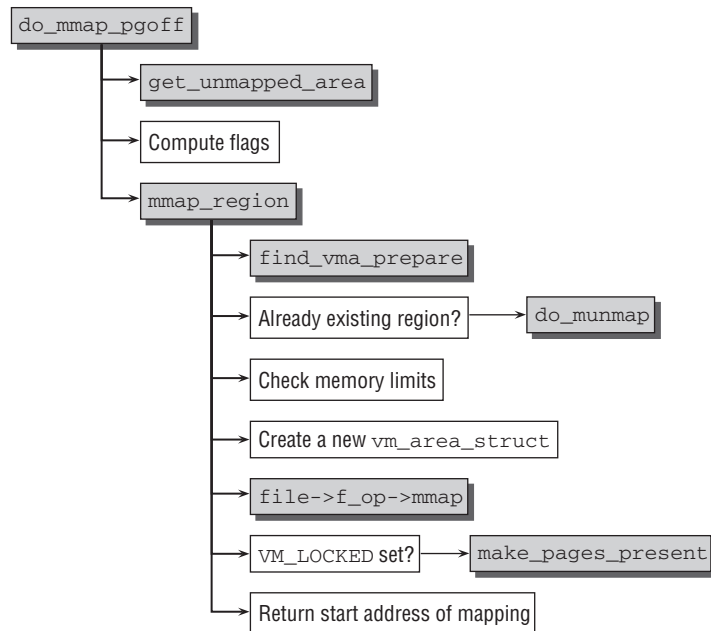 do_mmap_pgoff
get_unmapped_area
Compute flags
mmap_region
find_vma_prepare
Already existing region?
do_munmap
Check memory limits
Create a new vm_area_struct
file->f_op->mmap
VM_LOCKED set?
make_pages_present
Return start address of mapping